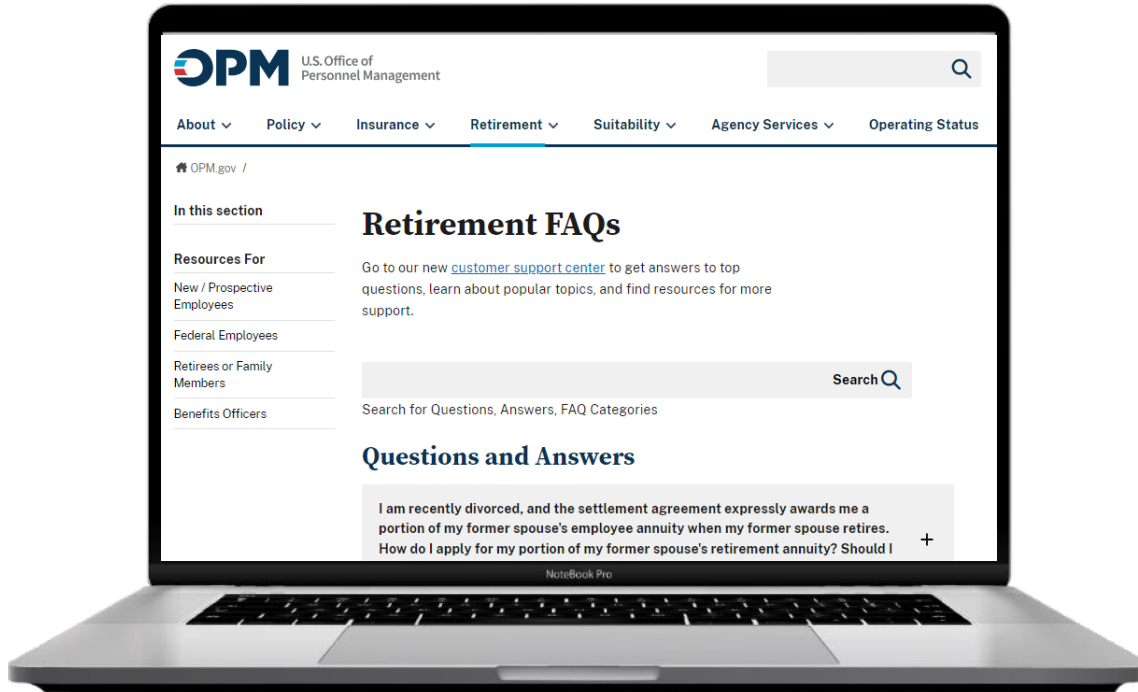 OPM U.S. Office of
Personnel Management
About Policy Insurance Retirement Suitability Agency Services Operating Status
OPM.gov /
In this section
Resources For
New / Prospective
Employees
Federal Employees
Retirees or Family
Members
Benefits Officers
Retirement FAQs
Go to our new customer support center to get answers to top
questions, learn about popular topics, and find resources for more
support.
Search
Search for Questions, Answers, FAQ Categories
Questions and Answers
I am recently divorced, and the settlement agreement expressly awards me a
portion of my former spouse's employee annuity when my former spouse retires.
How do I apply for my portion of my former spouse's retirement annuity? Should I
+
NoteBook Pro